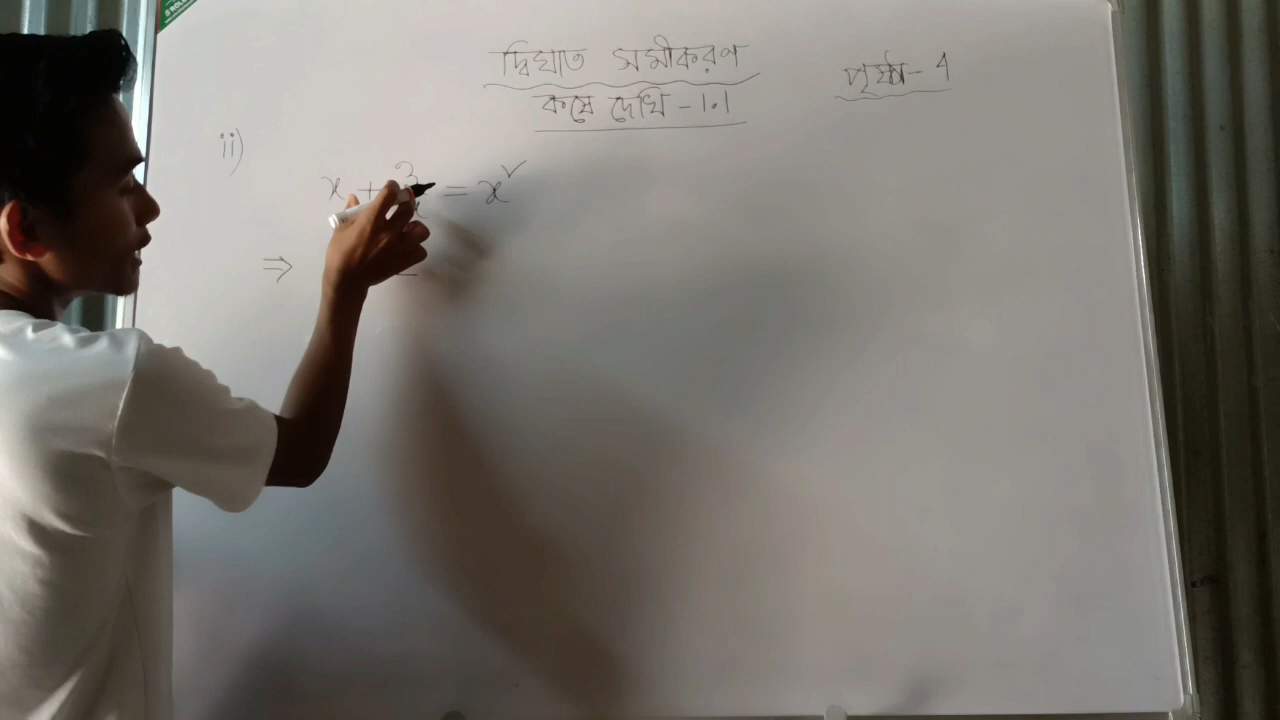 দ্বিঘাত সমীকরণ
পৃষ্ঠা - 4
কষে দেখি - 1.1
ii)
x + 3/x = x²
⇒